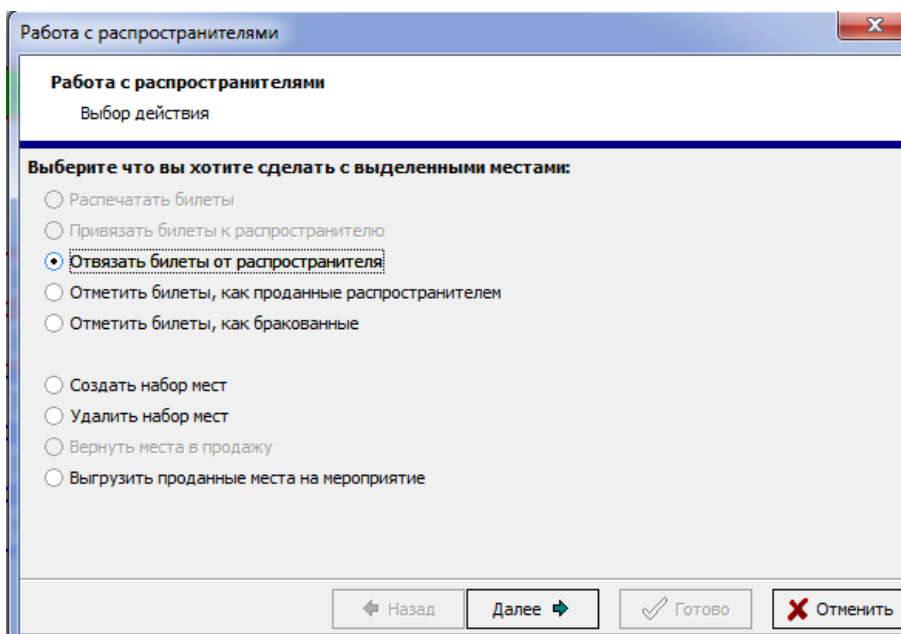 Работа с распространителями
Работа с распространителями
Выбор действия
Выберите что вы хотите сделать с выделенными местами:
Распечатать билеты
Привязать билеты к распространителю
Отвязать билеты от распространителя
Отметить билеты, как проданные распространителем
Отметить билеты, как бракованные
Создать набор мест
Удалить набор мест
Вернуть места в продажу
Выгрузить проданные места на мероприятие
Назад Далее Готово Отменить